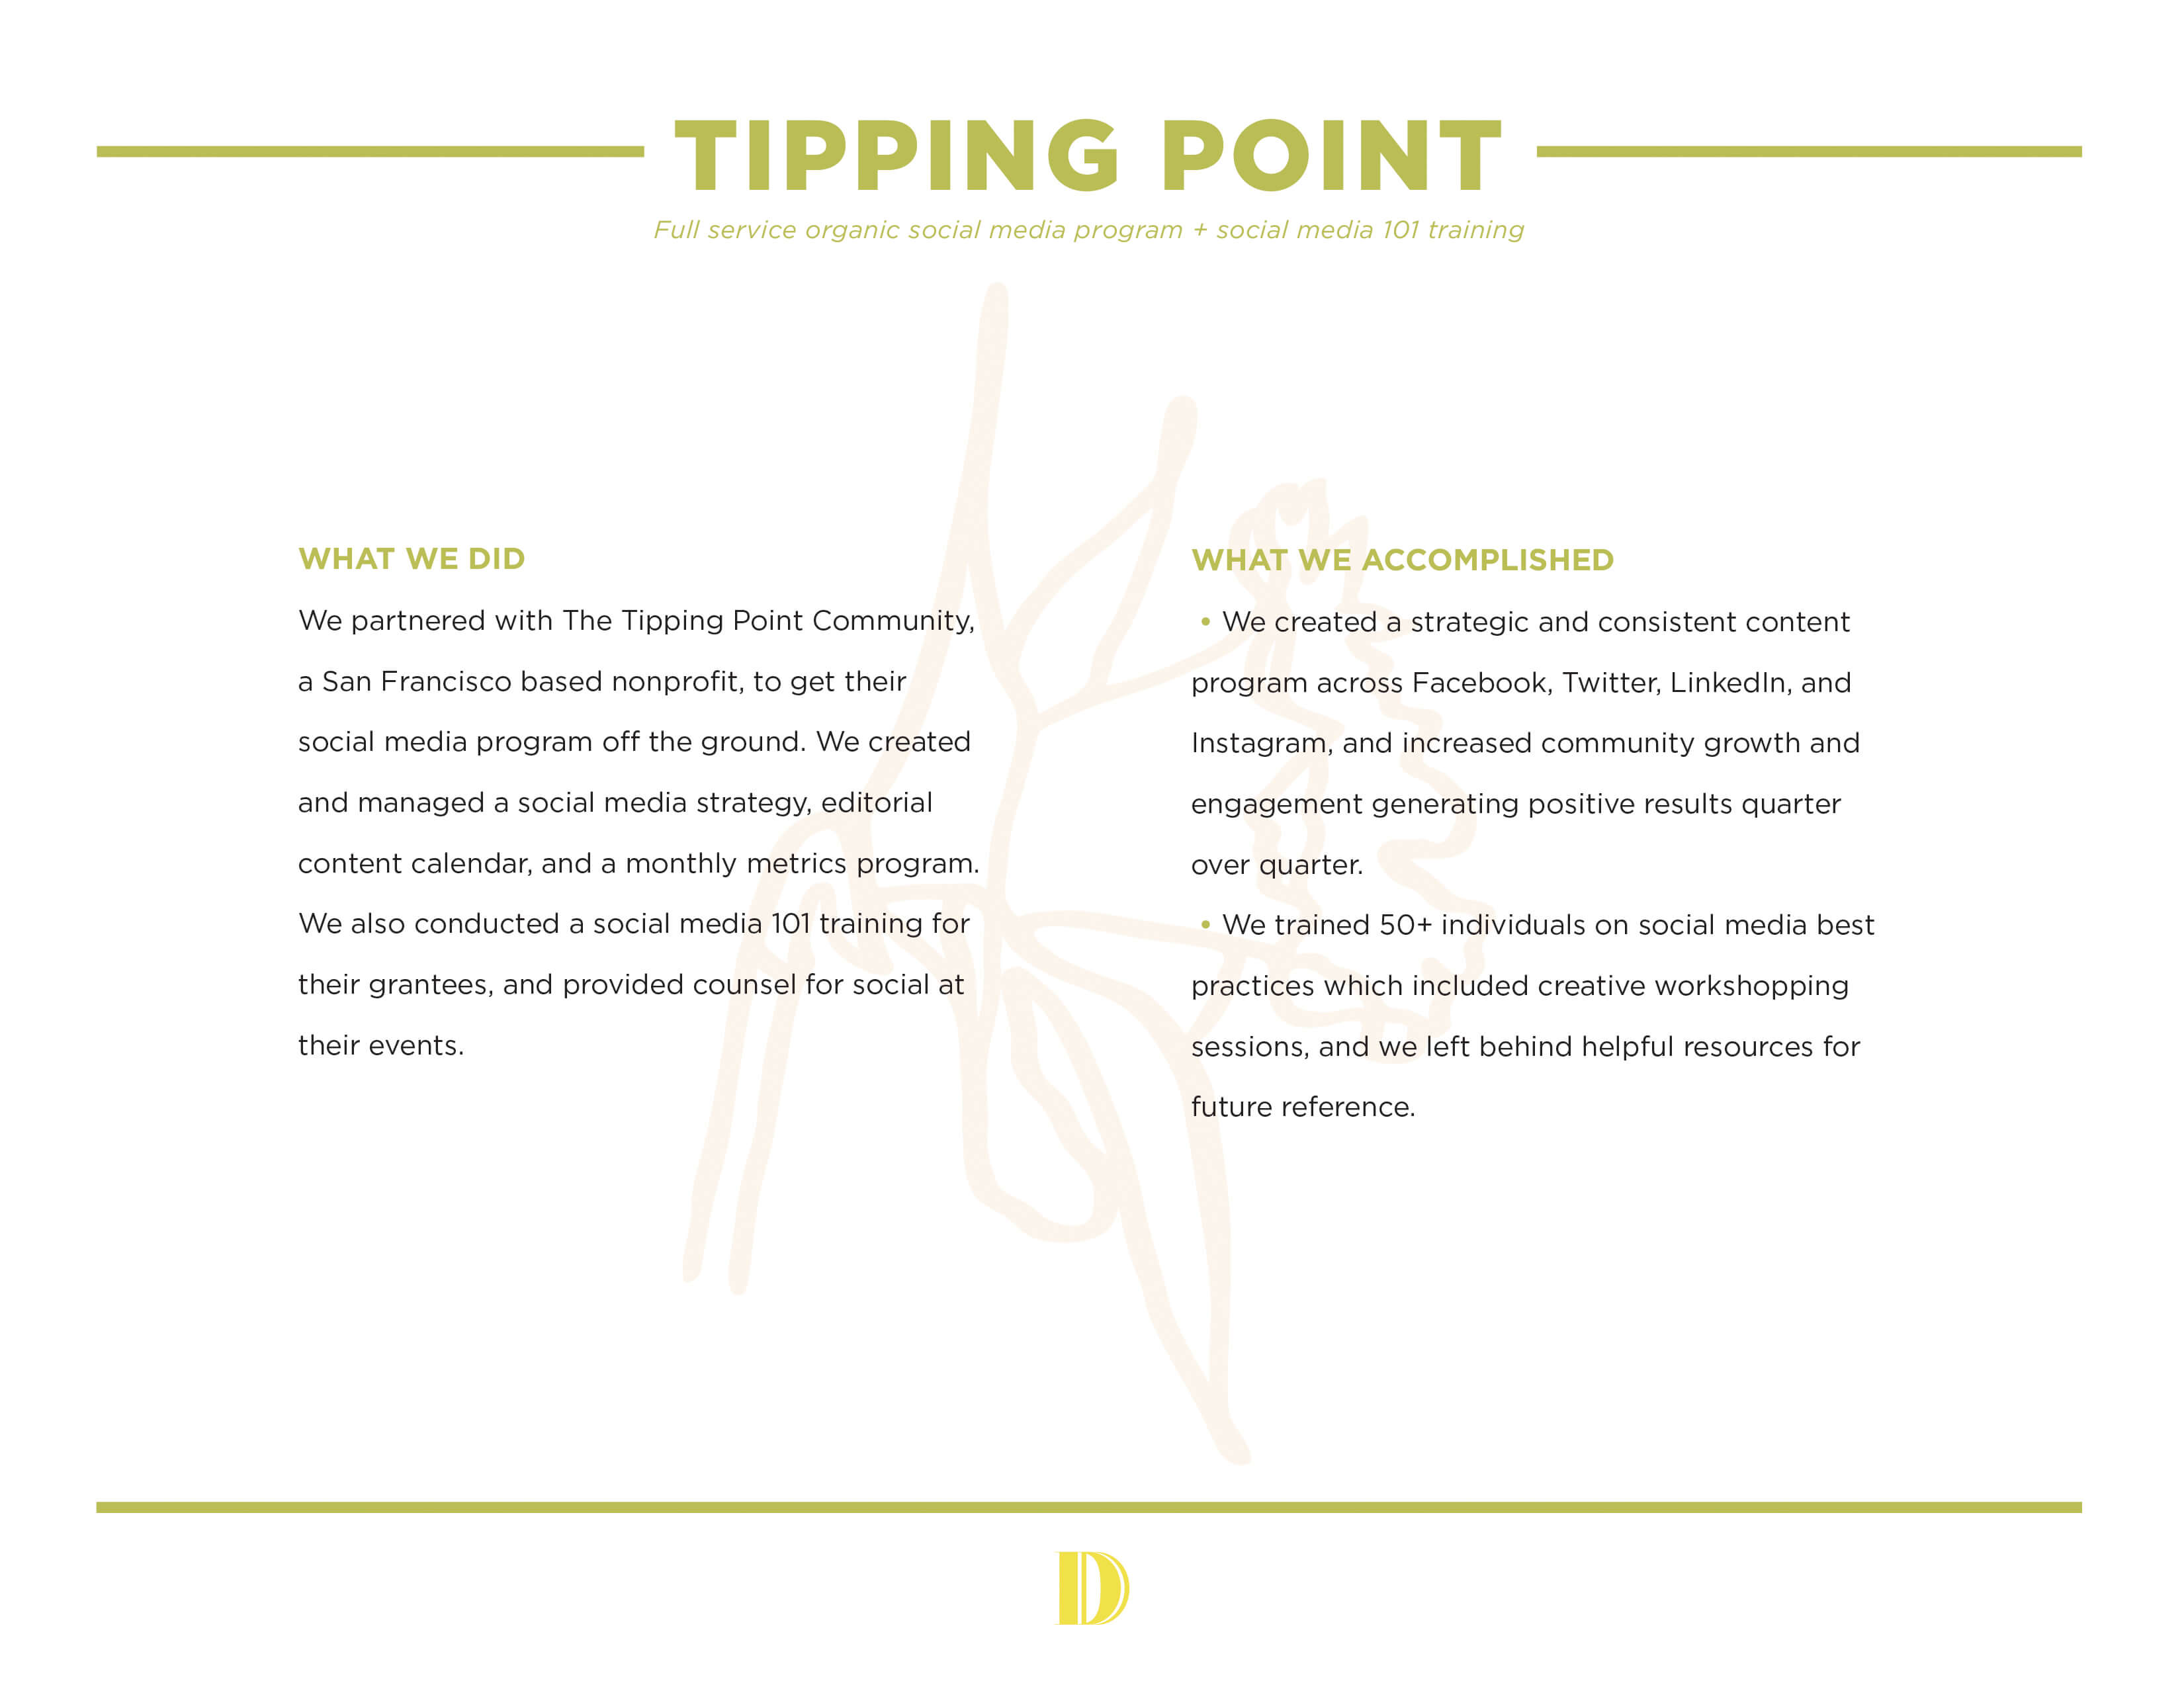 TIPPING POINT
Full service organic social media program + social media 101 training
WHAT WE DID
We partnered with The Tipping Point Community,
a San Francisco based nonprofit, to get their
social media program off the ground. We created
and managed a social media strategy, editorial
content calendar, and a monthly metrics program.
We also conducted a social media 101 training for
their grantees, and provided counsel for social at
their events.
WHAT WE ACCOMPLISHED
• We created a strategic and consistent content
program across Facebook, Twitter, LinkedIn, and
Instagram, and increased community growth and
engagement generating positive results quarter
over quarter.
• We trained 50+ individuals on social media best
practices which included creative workshopping
sessions, and we left behind helpful resources for
future reference.
D